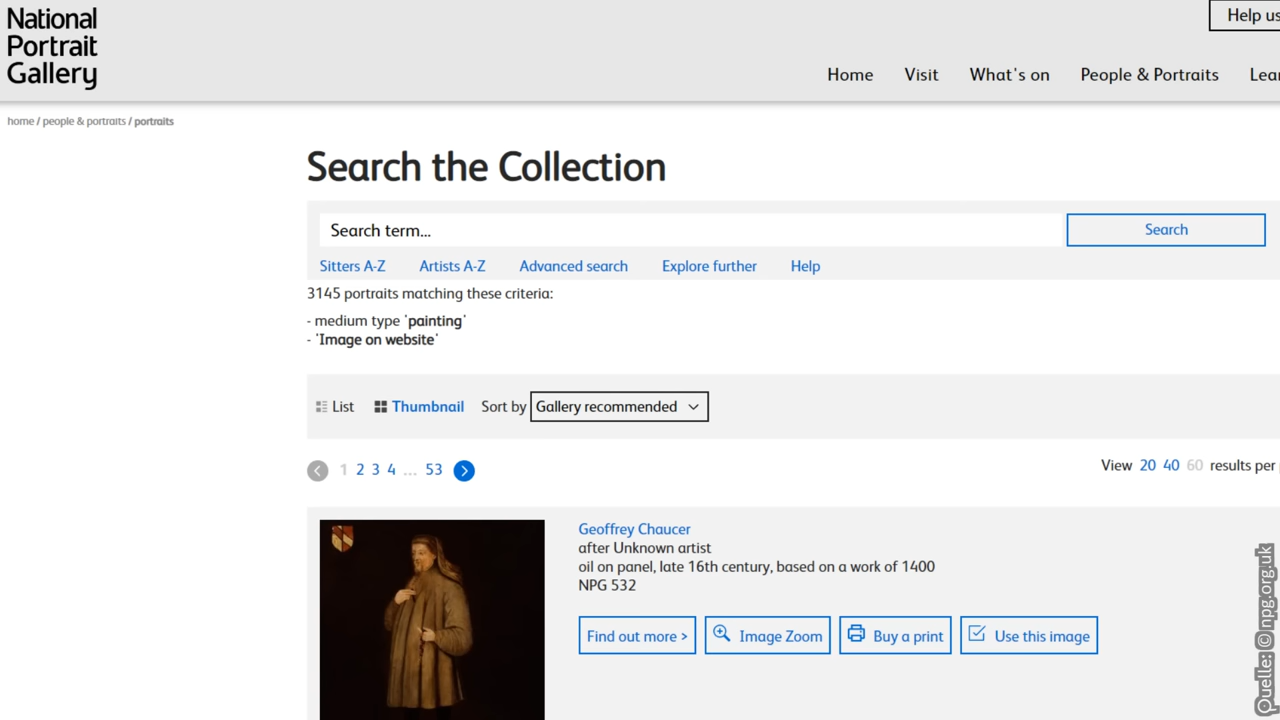 National
Portrait
Gallery
Help us
Home Visit What's on People & Portraits Lear
home / people & portraits / portraits
Search the Collection
Search term...
Search
Sitters A-Z Artists A-Z Advanced search Explore further Help
3145 portraits matching these criteria:
- medium type 'painting'
- 'Image on website'
List Thumbnail Sort by Gallery recommended
1 2 3 4 ... 53
View 20 40 60 results per
Geoffrey Chaucer
after Unknown artist
oil on panel, late 16th century, based on a work of 1400
NPG 532
Find out more > Image Zoom Buy a print Use this image
Quelle: © npg.org.uk